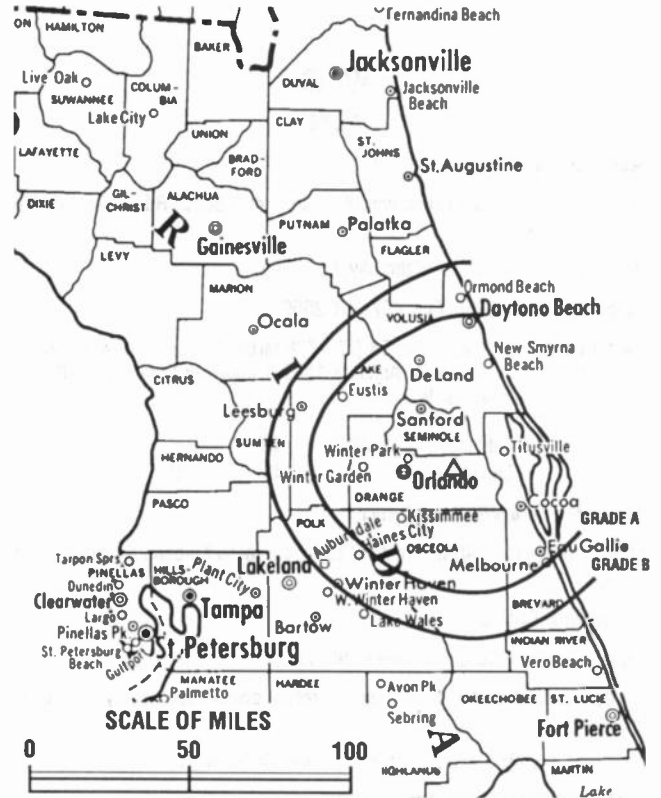 Fernandina Beach
ON
HAMILTON
BAKER
Jacksonville
DUVAL
Live Oak
COLUM-
BIA
Jacksonville
Beach
SUWANNEE
Lake City
CLAY
UNION
ST.
JOHNS
LAFAYETTE
BRAD-
FORD
St. Augustine
DIXIE
GIL-
CHRIST
ALACHUA
PUTNAM
Palatka
R
Gainesville
FLAGLER
LEVY
MARION
Ormond Beach
Daytono Beach
VOLUSIA
Ocala
New Smyrna
Beach
I
LAKE
DeLand
CITRUS
Eustis
Leesburg
Sanford
SEMINOLE
SUMTER
Titusville
HERNANDO
Winter Park
Winter Garden
Orlando
ORANGE
PASCO
Cocoa
POLK
Kissimmee
GRADE A
Auburndale
Haines City
OSCEOLA
Eau Gallie
Tarpon Sprs.
PINELLAS
HILLS-
BOROUGH
Plant City
Lakeland
S
Melbourne
GRADE B
Dunedin
Clearwater
Tampa
Winter Haven
W. Winter Haven
BREVARD
Largo
Bartow
Lake Wales
Pinellas Pk
St. Petersburg
INDIAN RIVER
St. Petersburg
Beach
Gulfport
Vero Beach
MANATEE
HARDEE
Palmetto
Avon Pk
OKEECHOBEE
ST. LUCIE
SCALE OF MILES
Sebring
Fort Pierce
A
0 50 100
HIGHLANDS
MARTIN
Lake